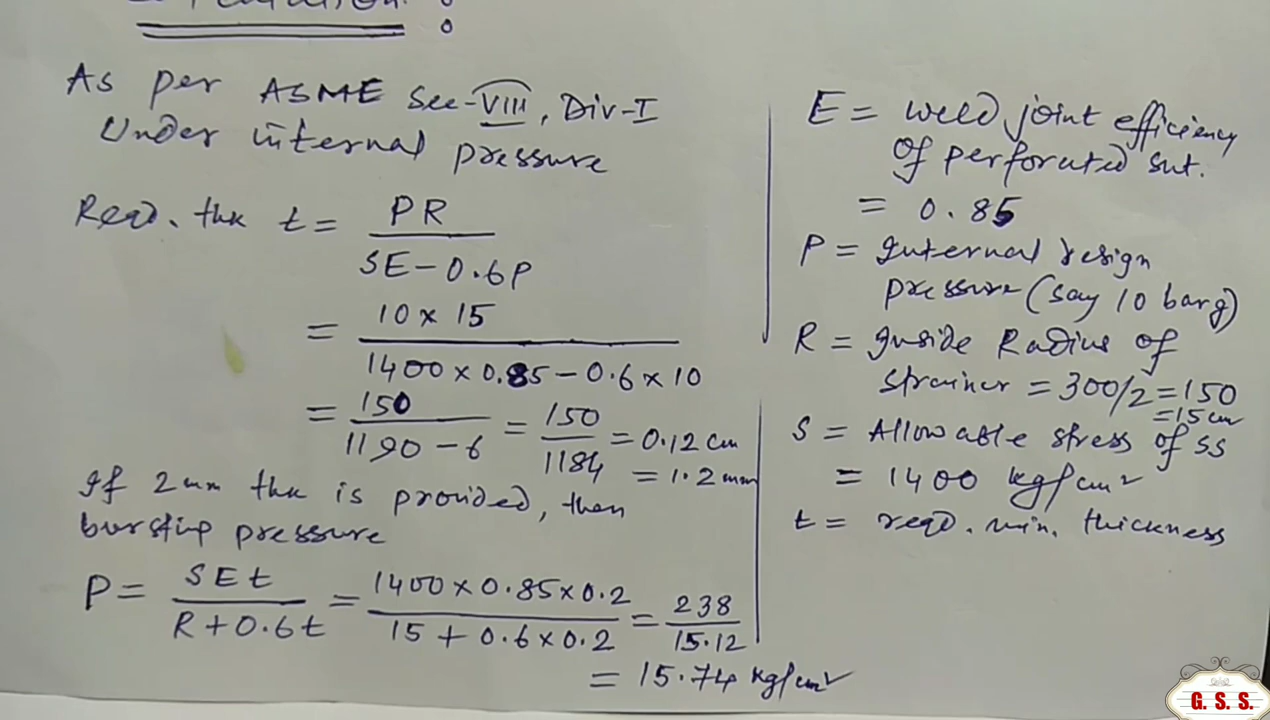 As per ASME Sec-VIII, Div-I
Under internal pressure
Reqd. thk t = PR / SE - 0.6P
= 10 x 15 / 1400 x 0.85 - 0.6 x 10
= 150 / 1190 - 6 = 150 / 1184 = 0.12 cm
= 1.2 mm
If 2 mm thk is provided, then
bursting pressure
P = SEt / R + 0.6t = 1400 x 0.85 x 0.2 / 15 + 0.6 x 0.2 = 238 / 15.12
= 15.74 kgf/cm²
E = weld joint efficiency
of perforated sht.
= 0.85
P = Internal design
pressure (say 10 barg)
R = Inside Radius of
strainer = 300/2 = 150
= 15 cm
S = Allowable stress of SS
= 1400 kgf/cm²
t = reqd. min. thickness
G. S. S.